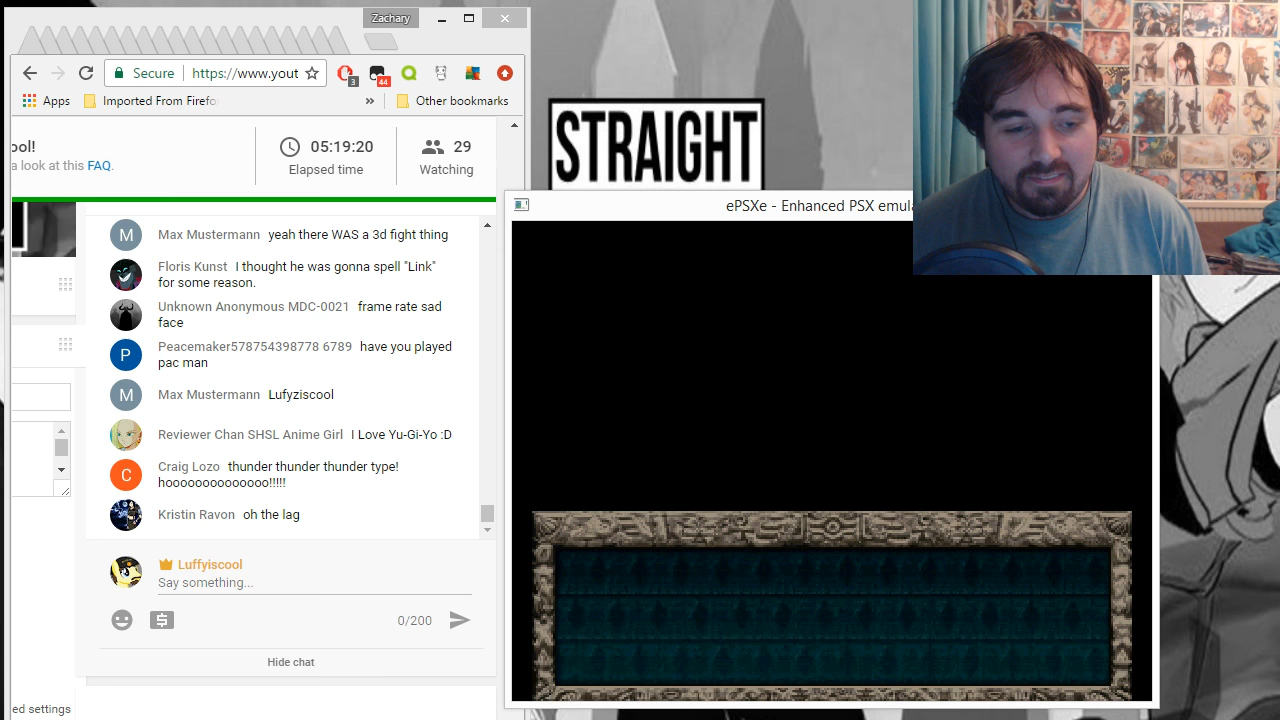 Zachary
Secure https://www.yout
3
44
Apps Imported From Firefo » Other bookmarks
ool!
a look at this FAQ.
05:19:20
Elapsed time
29
Watching
STRAIGHT
ePSXe - Enhanced PSX emula
M Max Mustermann yeah there WAS a 3d fight thing
Floris Kunst I thought he was gonna spell "Link"
for some reason.
Unknown Anonymous MDC-0021 frame rate sad
face
P Peacemaker578754398778 6789 have you played
pac man
M Max Mustermann Lufyziscool
Reviewer Chan SHSL Anime Girl I Love Yu-Gi-Yo :D
C Craig Lozo thunder thunder thunder type!
hoooooooooooooo!!!!!
Kristin Ravon oh the lag
Luffyiscool
Say something...
0/200
Hide chat
ed settings